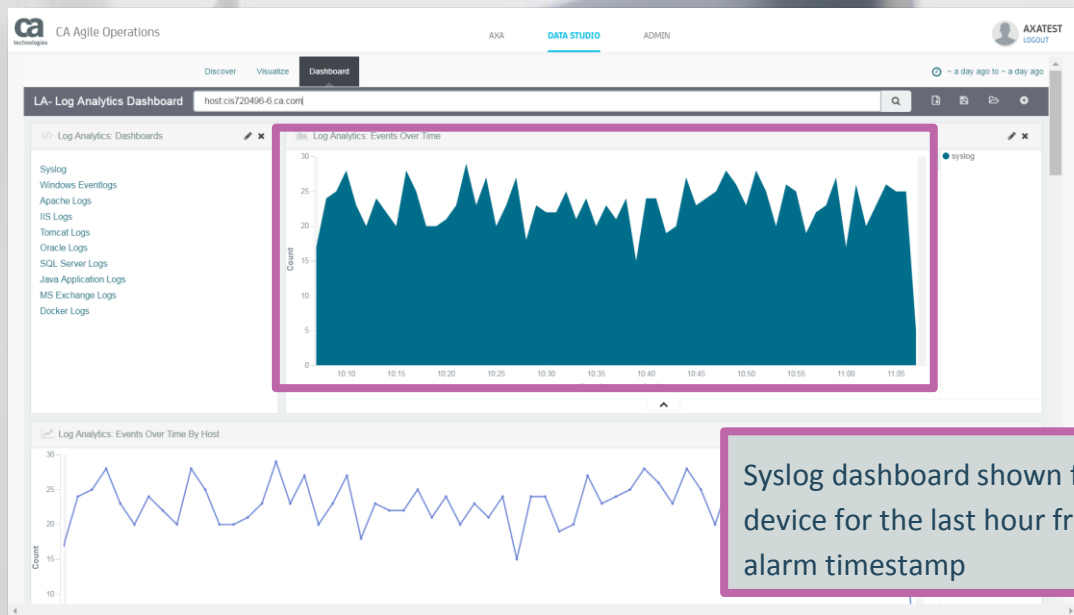 ca
technologies
CA Agile Operations
AXA
DATA STUDIO
ADMIN
AXATEST
LOGOUT
Discover
Visualize
Dashboard
~ a day ago to ~ a day ago
LA- Log Analytics Dashboard
host:cis720496-6.ca.com
Log Analytics: Dashboards
Syslog
Windows Eventlogs
Apache Logs
IIS Logs
Tomcat Logs
Oracle Logs
SQL Server Logs
Java Application Logs
MS Exchange Logs
Docker Logs
Log Analytics: Events Over Time
syslog
30
25
20
15
10
5
0
Count
10:10 10:15 10:20 10:25 10:30 10:35 10:40 10:45 10:50 10:55 11:00 11:05
Log Analytics: Events Over Time By Host
30
25
20
15
10
Count
Syslog dashboard shown
device for the last hour
alarm timestamp